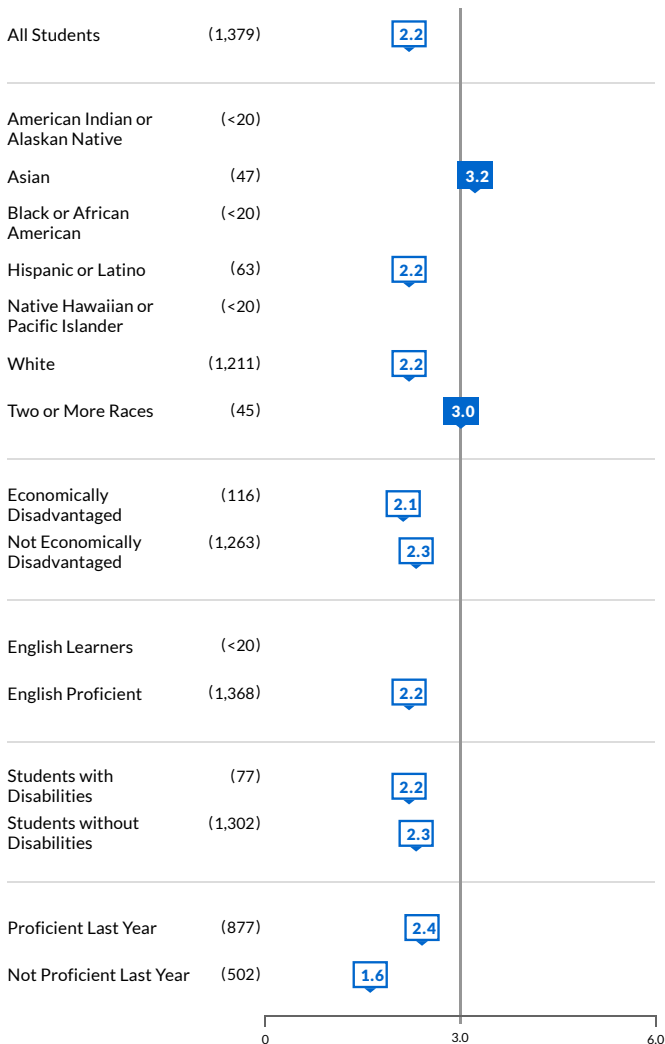 All Students (1,379) 2.2
American Indian or (<20)
Alaskan Native
Asian (47) 3.2
Black or African (<20)
American
Hispanic or Latino (63) 2.2
Native Hawaiian or (<20)
Pacific Islander
White (1,211) 2.2
Two or More Races (45) 3.0
Economically (116) 2.1
Disadvantaged
Not Economically (1,263) 2.3
Disadvantaged
English Learners (<20)
English Proficient (1,368) 2.2
Students with (77) 2.2
Disabilities
Students without (1,302) 2.3
Disabilities
Proficient Last Year (877) 2.4
Not Proficient Last Year (502) 1.6
0 3.0 6.0